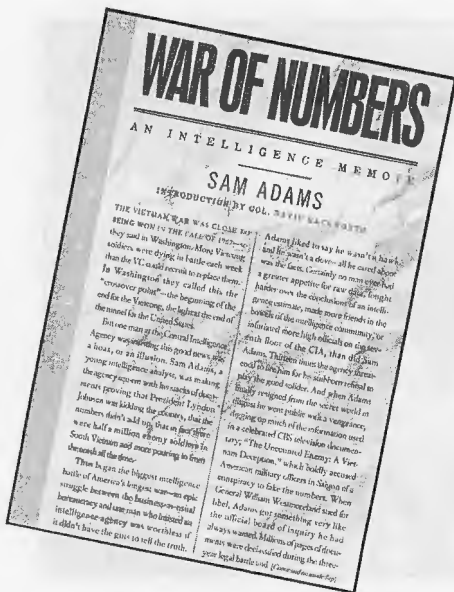 WAR OF NUMBERS
AN INTELLIGENCE MEMOIR
SAM ADAMS
INTRODUCTION BY COL. DAVID HACKWORTH
THE VIETNAM WAR WAS CLOSE TO
BEING WON IN THE FALL OF 1967—
they said in Washington. More Vietcong
soldiers were dying in battle each week
than the VC could recruit to replace them.
In Washington they called this the
"crossover point"—the beginning of the
end for the Vietcong, the light at the end of
the tunnel for the United States.
But one man at the Central Intelligence
Agency was insisting this good news was
a hoax, or an illusion. Sam Adams, a
young intelligence analyst, was making
the agency squirm with his stacks of docu-
ments proving that President Lyndon
Johnson was kidding the country, that the
numbers didn't add up, that in fact there
were half a million enemy soldiers in
South Vietnam and more pouring in from
the north all the time.
Thus began the biggest intelligence
battle of America's longest war—an epic
struggle between the business-as-usual
bureaucracy and one man who insisted an
intelligence agency was worthless if
it didn't have the guts to tell the truth.
Adams liked to say he wasn't a hawk
and he wasn't a dove—all he cared about
was the facts. Certainly no man ever had
a greater appetite for raw data, fought
harder over the conclusions of an intelli-
gence estimate, made more friends in the
bowels of the intelligence community, or
infuriated more high officials on the sev-
enth floor of the CIA, than did Sam
Adams. Thirteen times the agency threat-
ened to fire him for his stubborn refusal to
play the good soldier. And when Adams
finally resigned from the secret world in
disgust he went public with a vengeance,
digging up much of the information used
in a celebrated CBS television documen-
tary: "The Uncounted Enemy: A Viet-
nam Deception," which boldly accused
American military officers in Saigon of a
conspiracy to fake the numbers. When
General William Westmoreland sued for
label, Adams got something very like
the official board of inquiry he had
always wanted. Millions of pages of docu-
ments were declassified during the three-
year legal battle and [Continued on inside flap]